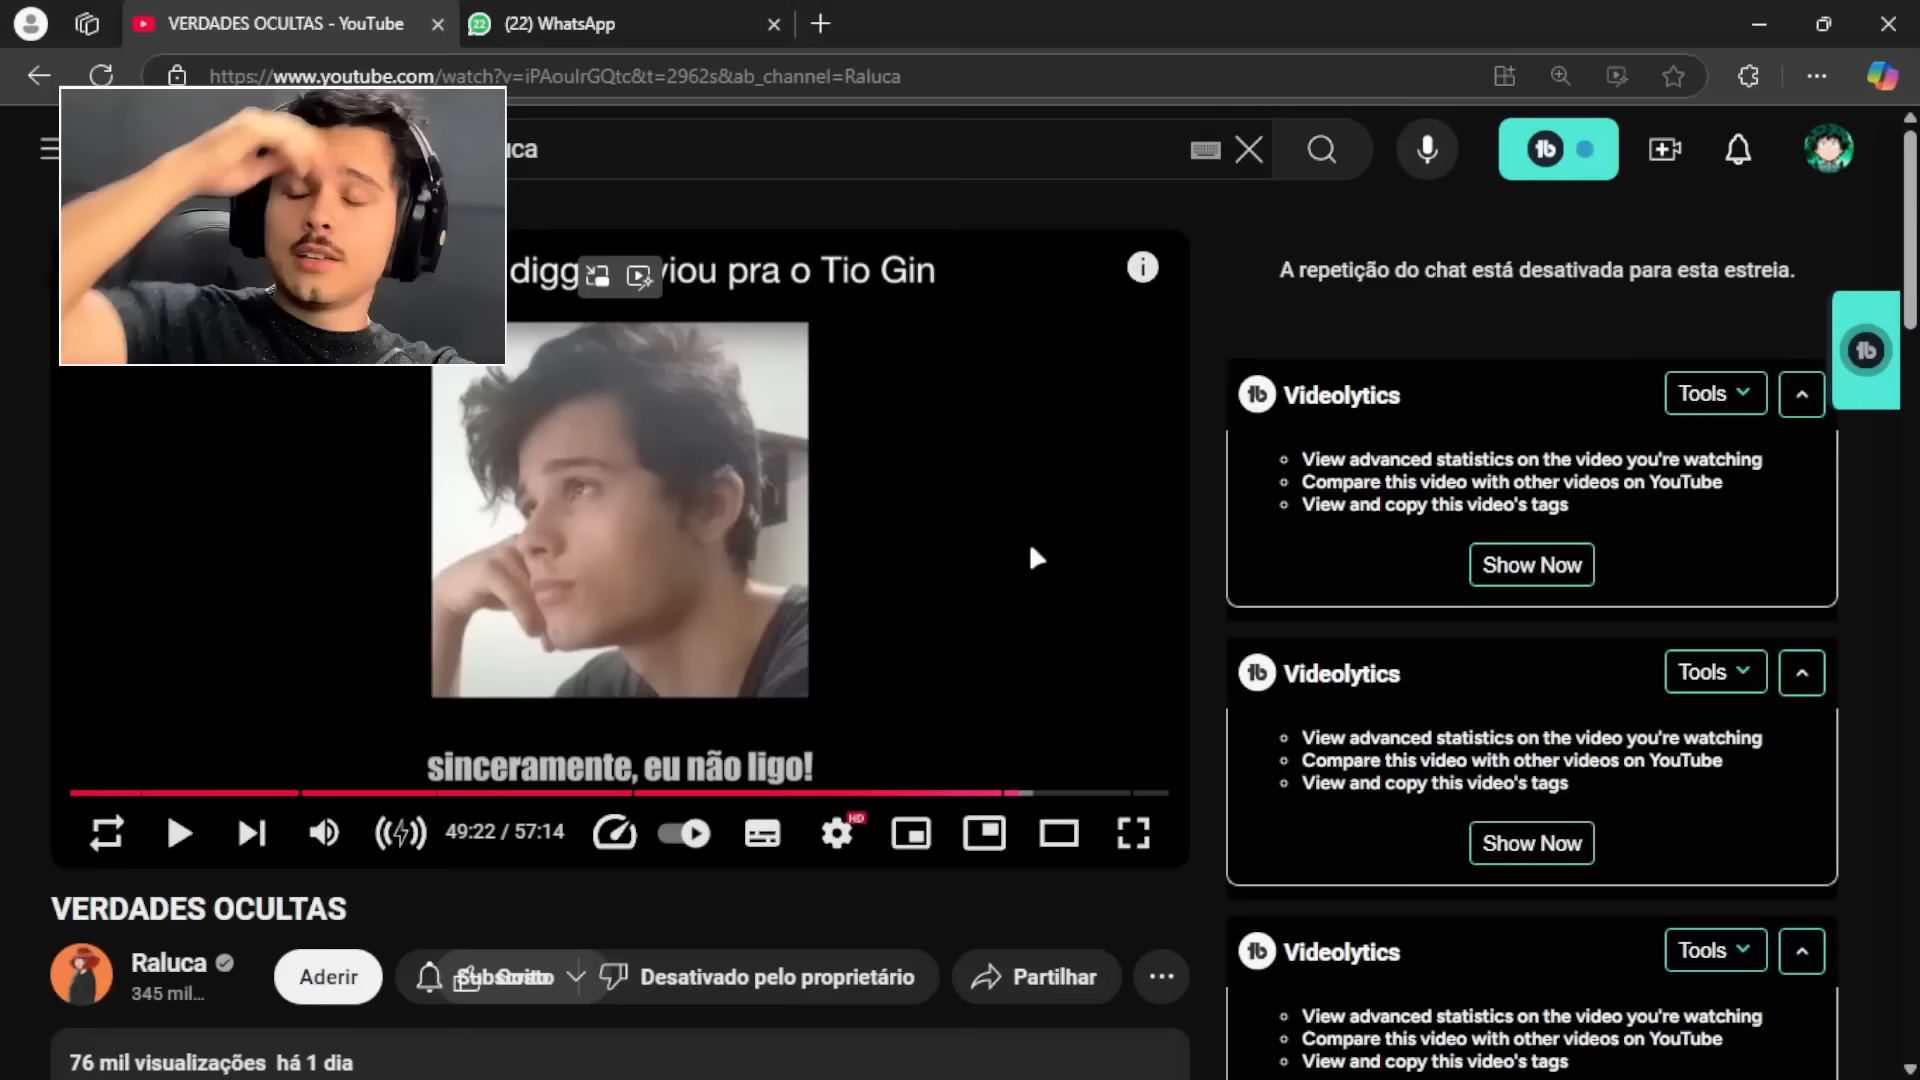 VERDADES OCULTAS - YouTube
22
(22) WhatsApp
https://www.youtube.com/watch?v=iPAoulrGQtc&t=2962s&ab_channel=Raluca
uca
digg
viou pra o Tio Gin
A repetição do chat está desativada para esta estreia.
Videolytics
Tools
View advanced statistics on the video you're watching
Compare this video with other videos on YouTube
View and copy this video's tags
Show Now
Videolytics
Tools
View advanced statistics on the video you're watching
Compare this video with other videos on YouTube
View and copy this video's tags
Show Now
sinceramente, eu não ligo!
49:22 / 57:14
HD
VERDADES OCULTAS
Raluca
345 mil...
Aderir
Desativado pelo proprietário
Partilhar
Videolytics
Tools
View advanced statistics on the video you're watching
Compare this video with other videos on YouTube
View and copy this video's tags
76 mil visualizações há 1 dia